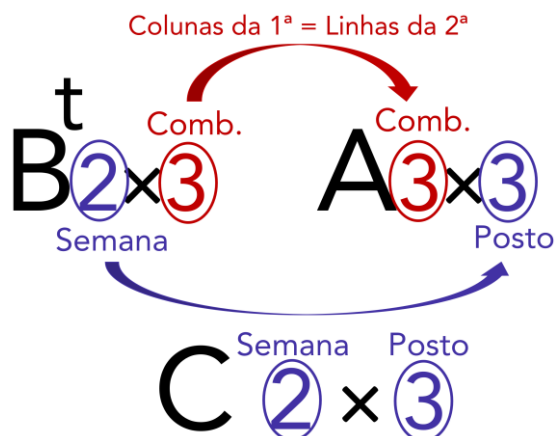 Colunas da 1ª = Linhas da 2ª
t
Comb. Comb.
B 2×3 A 3×3
Semana Posto
Semana Posto
C 2 × 3